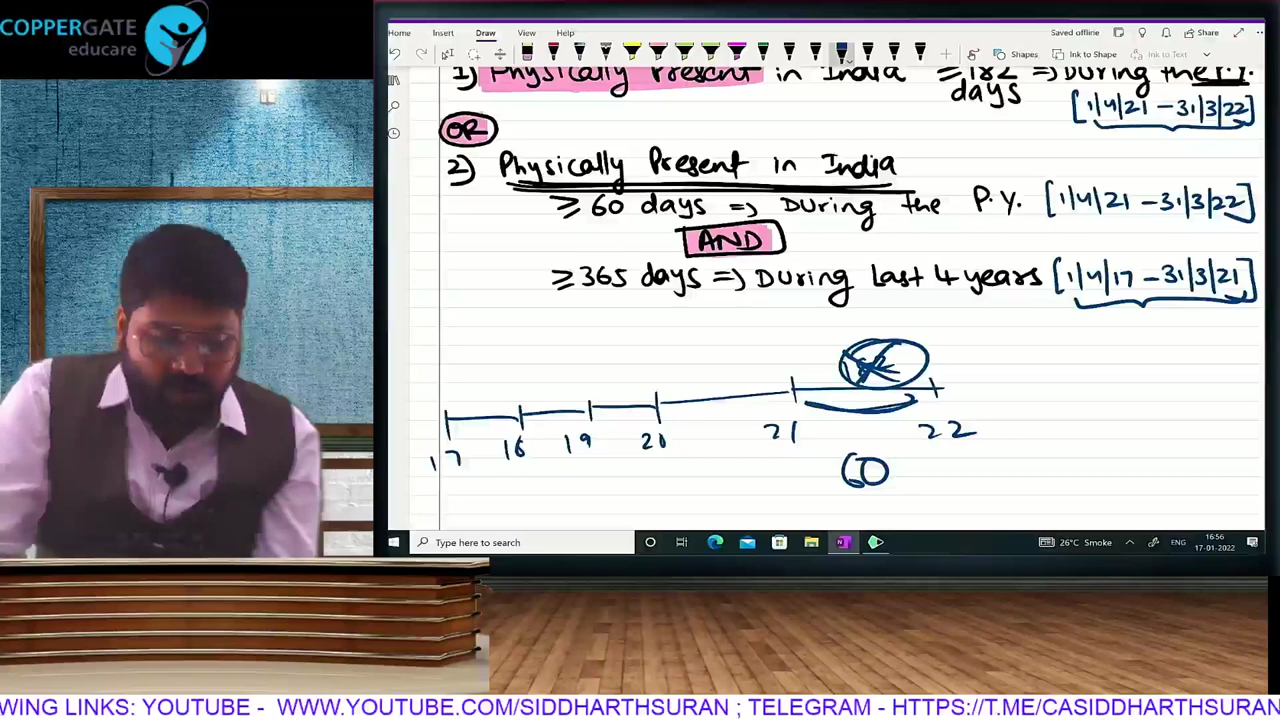 COPPERGATE
educare
Home Insert Draw View Help
Saved offline
Share
Shapes
Ink to Shape
Ink to Text
1) Physically Present in India ≥ 182 => During the P.Y.
days
[1/4/21 - 31/3/22]
OR
2) Physically Present in India
≥ 60 days => During the P.Y. [1/4/21 - 31/3/22]
AND
≥ 365 days => During last 4 years [1/4/17 - 31/3/21]
17 18 19 20 21 22
60
Type here to search
26°C Smoke
ENG
16:56
17-01-2022
WING LINKS: YOUTUBE - WWW.YOUTUBE.COM/SIDDHARTHSURAN ; TELEGRAM - HTTPS://T.ME/CASIDDHARTHSURAN